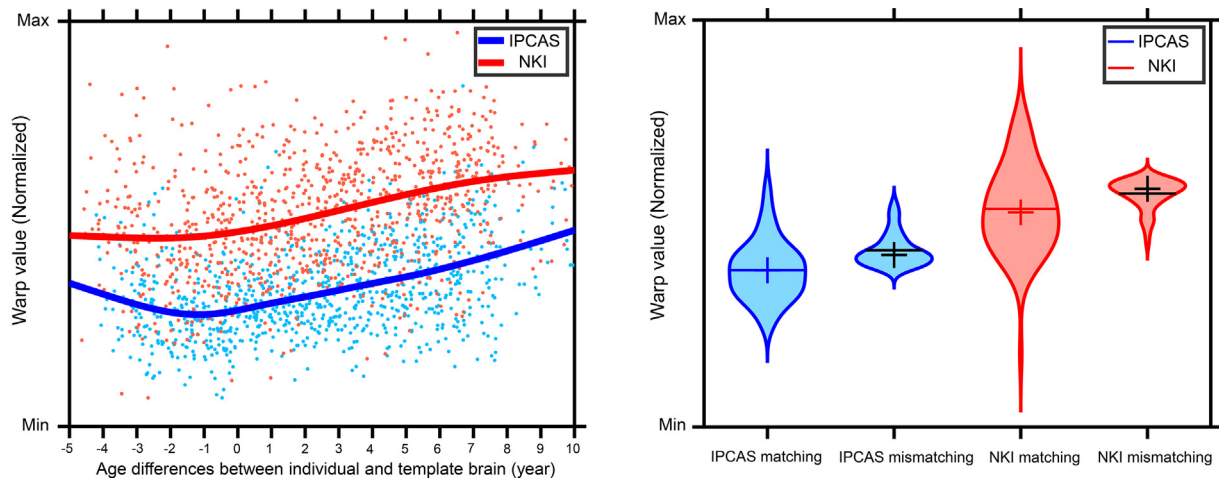 Max
Warp value (Normalized)
Min
IPCAS
NKI
-5 -4 -3 -2 -1 0 1 2 3 4 5 6 7 8 9 10
Age differences between individual and template brain (year)
Max
Warp value (Normalized)
Min
IPCAS
NKI
IPCAS matching IPCAS mismatching NKI matching NKI mismatching